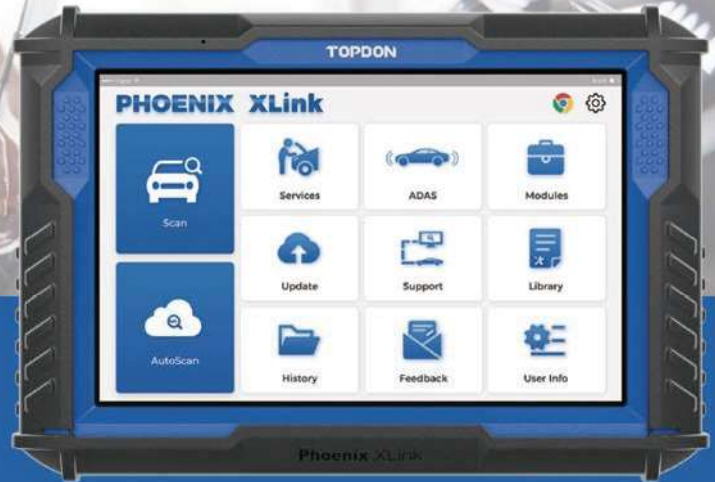 TOPDON
PHOENIX XLink
Scan
Services
ADAS
Modules
Update
Support
Library
AutoScan
History
Feedback
User Info
Phoenix XLink